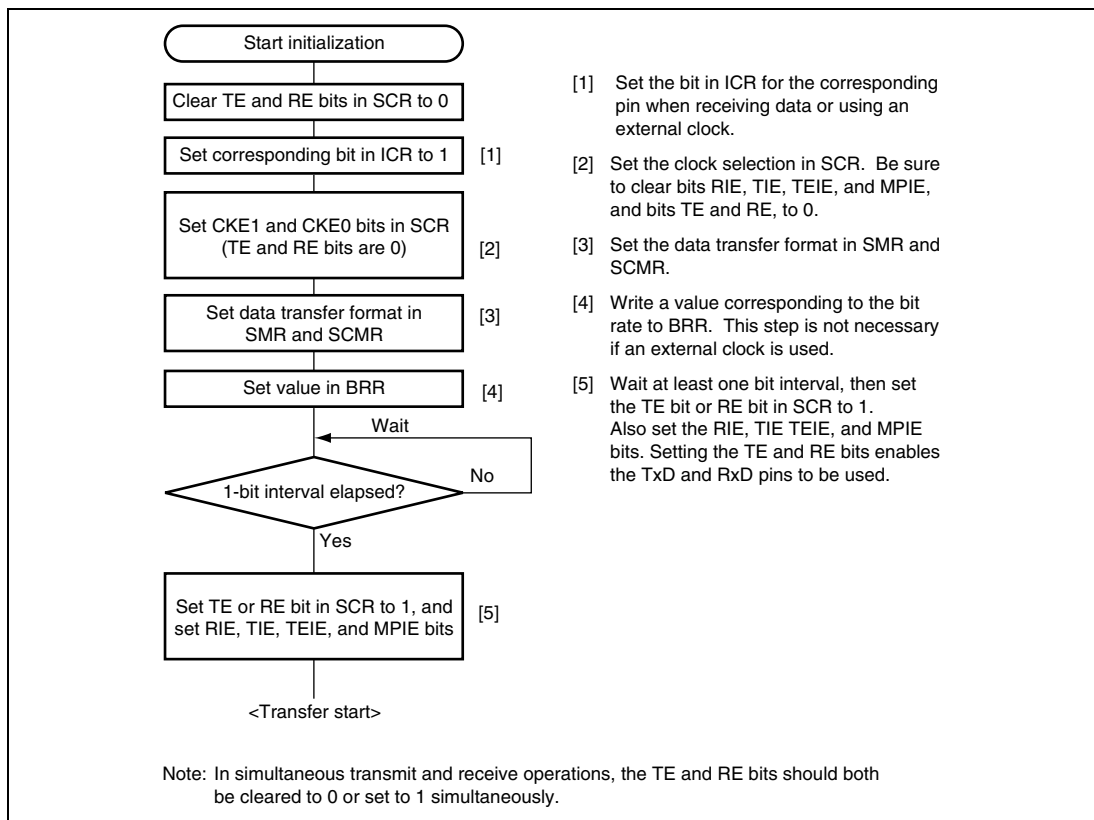 Start initialization
Clear TE and RE bits in SCR to 0
Set corresponding bit in ICR to 1
[1]
Set CKE1 and CKE0 bits in SCR
(TE and RE bits are 0)
[2]
Set data transfer format in
SMR and SCMR
[3]
Set value in BRR
[4]
Wait
No
1-bit interval elapsed?
Yes
Set TE or RE bit in SCR to 1, and
set RIE, TIE, TEIE, and MPIE bits
[5]
<Transfer start>
[1] Set the bit in ICR for the corresponding
pin when receiving data or using an
external clock.
[2] Set the clock selection in SCR. Be sure
to clear bits RIE, TIE, TEIE, and MPIE,
and bits TE and RE, to 0.
[3] Set the data transfer format in SMR and
SCMR.
[4] Write a value corresponding to the bit
rate to BRR. This step is not necessary
if an external clock is used.
[5] Wait at least one bit interval, then set
the TE bit or RE bit in SCR to 1.
Also set the RIE, TIE TEIE, and MPIE
bits. Setting the TE and RE bits enables
the TxD and RxD pins to be used.
Note: In simultaneous transmit and receive operations, the TE and RE bits should both
be cleared to 0 or set to 1 simultaneously.